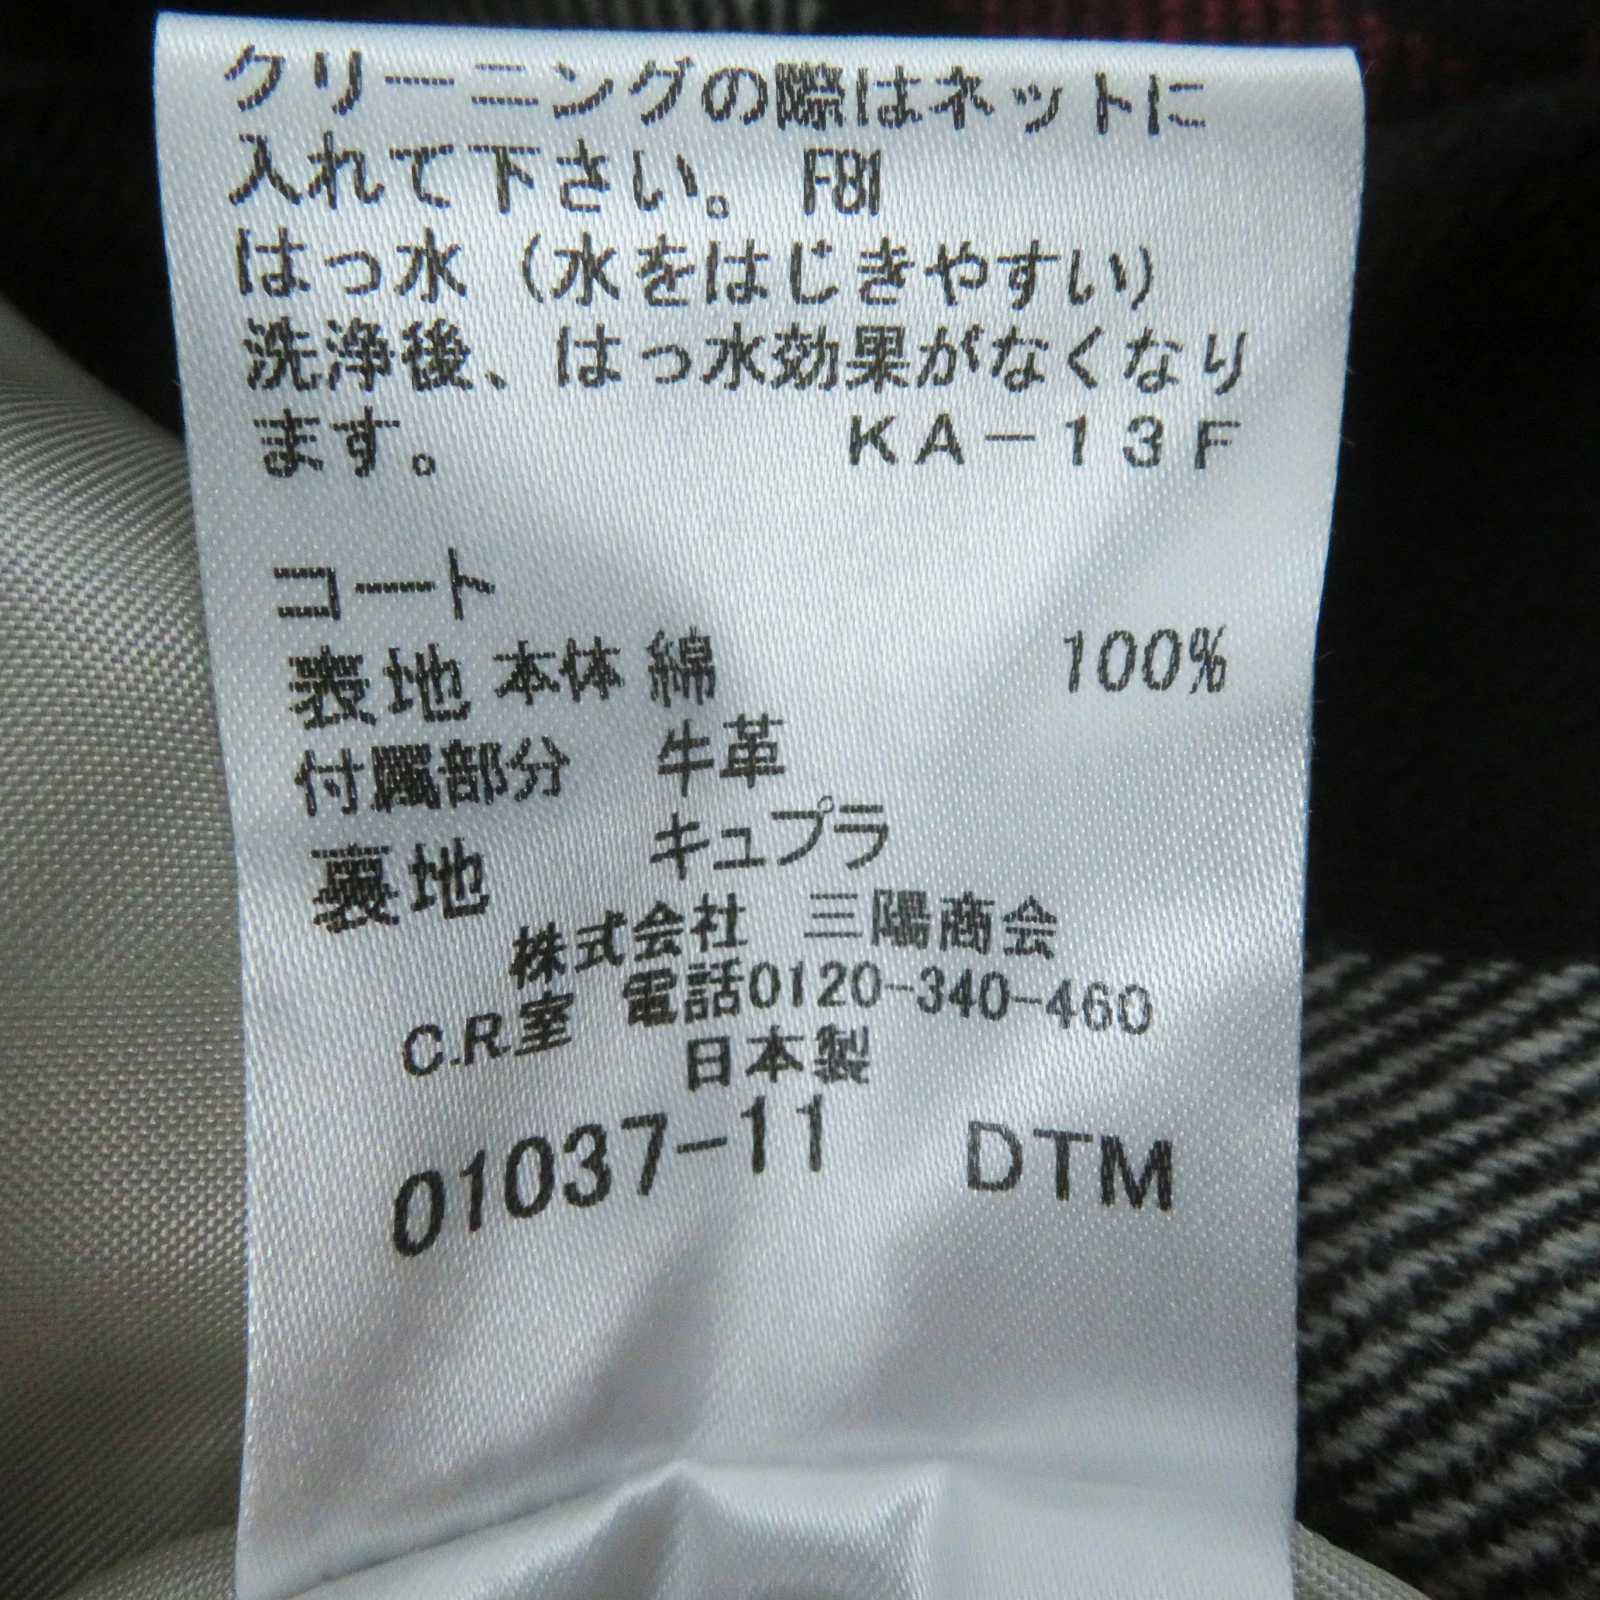 クリーニングの際はネットに
入れて下さい。 F81
はっ水（水をはじきやすい）
洗浄後、はっ水効果がなくなり
ます。 KA-13F
コート
表地 本体 綿 100%
付属部分 牛革
裏地 キュプラ
株式会社 三陽商会
C.R.室 電話0120-340-460
日本製
01037-11 DTM